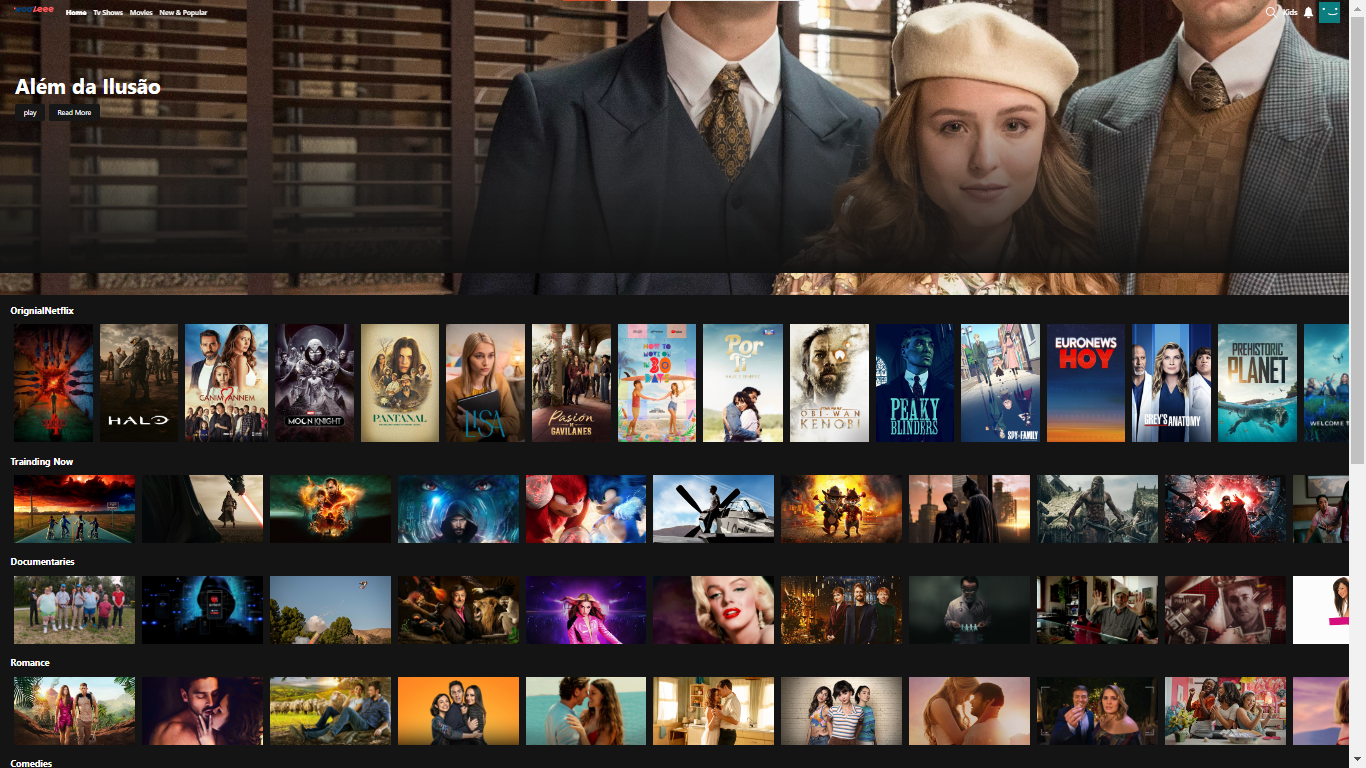 Home Tv Shows Movies New & Popular
Kids
Além da Ilusão
play Read More
OrignialNetflix
HALO
CANIM ANNEM
MOON KNIGHT
PANTANAL
LISA
Pasión
DE
GAVILANES
HOW TO
MOVE ON
IN
30
DAYS
Por
Ti
OBI-WAN
KENOBI
PEAKY
BLINDERS
SPY×FAMILY
EURONEWS
HOY
GREY'S ANATOMY
PREHISTORIC
PLANET
WELCOME T
Trainding Now
Documentaries
Romance
Comedies